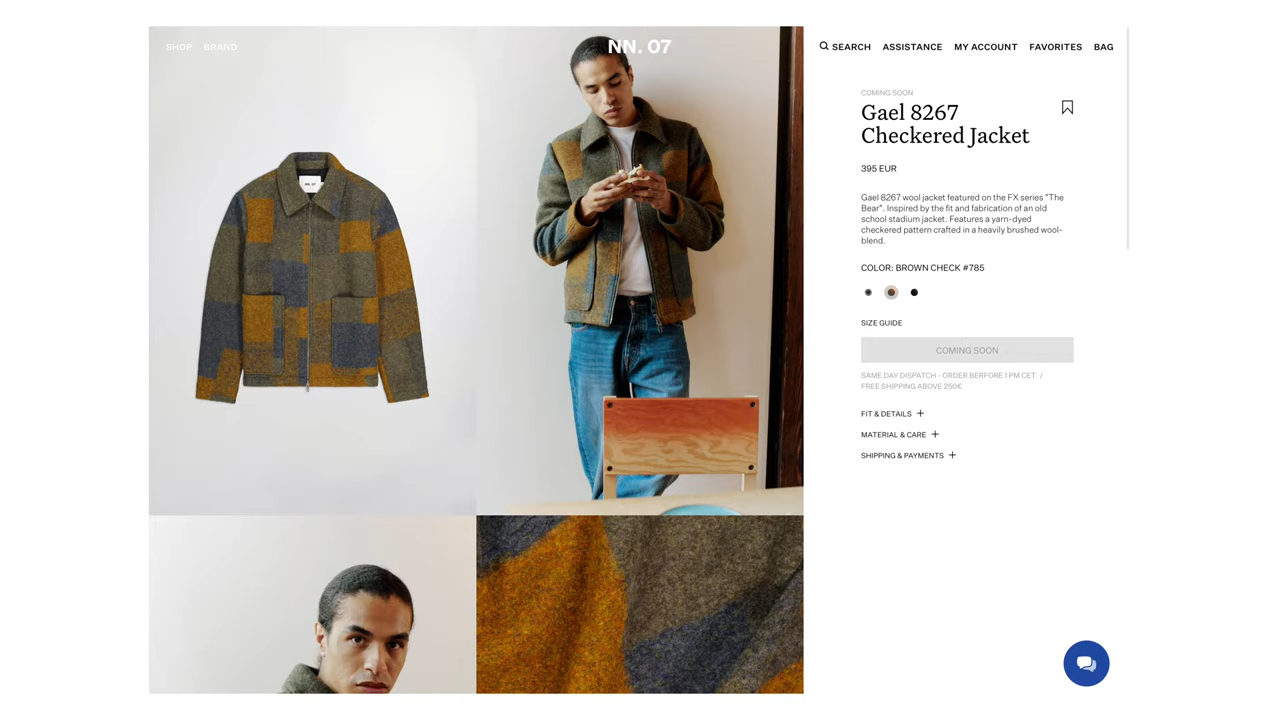 SHOP BRAND
NN. 07
SEARCH ASSISTANCE MY ACCOUNT FAVORITES BAG
COMING SOON
Gael 8267
Checkered Jacket
395 EUR
Gael 8267 wool jacket featured on the FX series "The
Bear". Inspired by the fit and fabrication of an old
school stadium jacket. Features a yarn-dyed
checkered pattern crafted in a heavily brushed wool-
blend.
COLOR: BROWN CHECK #785
SIZE GUIDE
COMING SOON
SAME DAY DISPATCH - ORDER BERFORE 1 PM CET /
FREE SHIPPING ABOVE 250€
FIT & DETAILS +
MATERIAL & CARE +
SHIPPING & PAYMENTS +
NN. 07